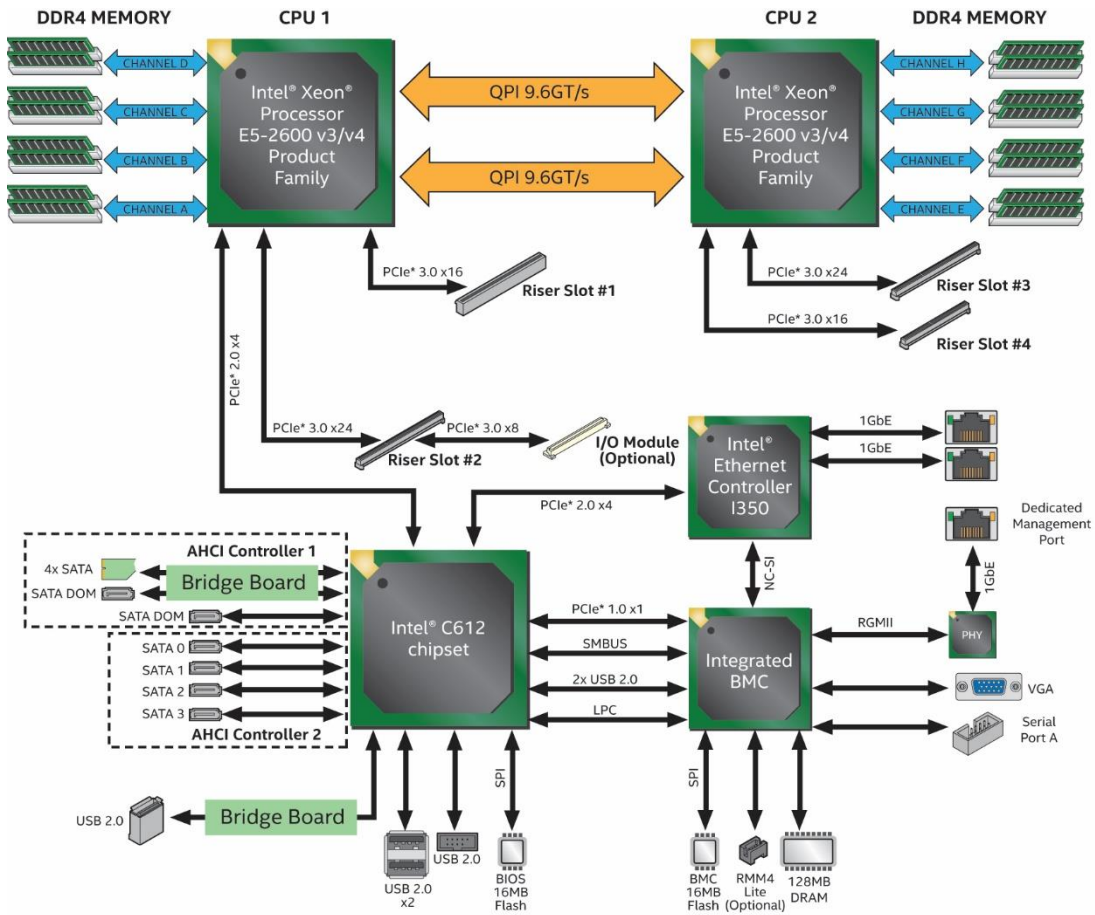 DDR4 MEMORY
CPU 1
CPU 2
DDR4 MEMORY
CHANNEL D
CHANNEL C
CHANNEL B
CHANNEL A
Intel® Xeon®
Processor
E5-2600 v3/v4
Product
Family
QPI 9.6GT/s
QPI 9.6GT/s
Intel® Xeon®
Processor
E5-2600 v3/v4
Product
Family
CHANNEL H
CHANNEL G
CHANNEL F
CHANNEL E
PCIe* 3.0 x16
Riser Slot #1
PCIe* 3.0 x24
Riser Slot #3
PCIe* 3.0 x16
Riser Slot #4
PCIe* 2.0 x4
PCIe* 3.0 x24
Riser Slot #2
PCIe* 3.0 x8
I/O Module
(Optional)
PCIe* 2.0 x4
Intel®
Ethernet
Controller
I350
1GbE
1GbE
Dedicated
Management
Port
1GbE
NC-SI
AHCI Controller 1
4x SATA
Bridge Board
SATA DOM
SATA DOM
SATA 0
SATA 1
SATA 2
SATA 3
AHCI Controller 2
Intel® C612
chipset
PCIe* 1.0 x1
SMBUS
2x USB 2.0
LPC
Integrated
BMC
RGMII
PHY
VGA
Serial
Port A
USB 2.0
Bridge Board
USB 2.0
x2
USB 2.0
SPI
BIOS
16MB
Flash
SPI
BMC
16MB
Flash
RMM4
Lite
(Optional)
128MB
DRAM